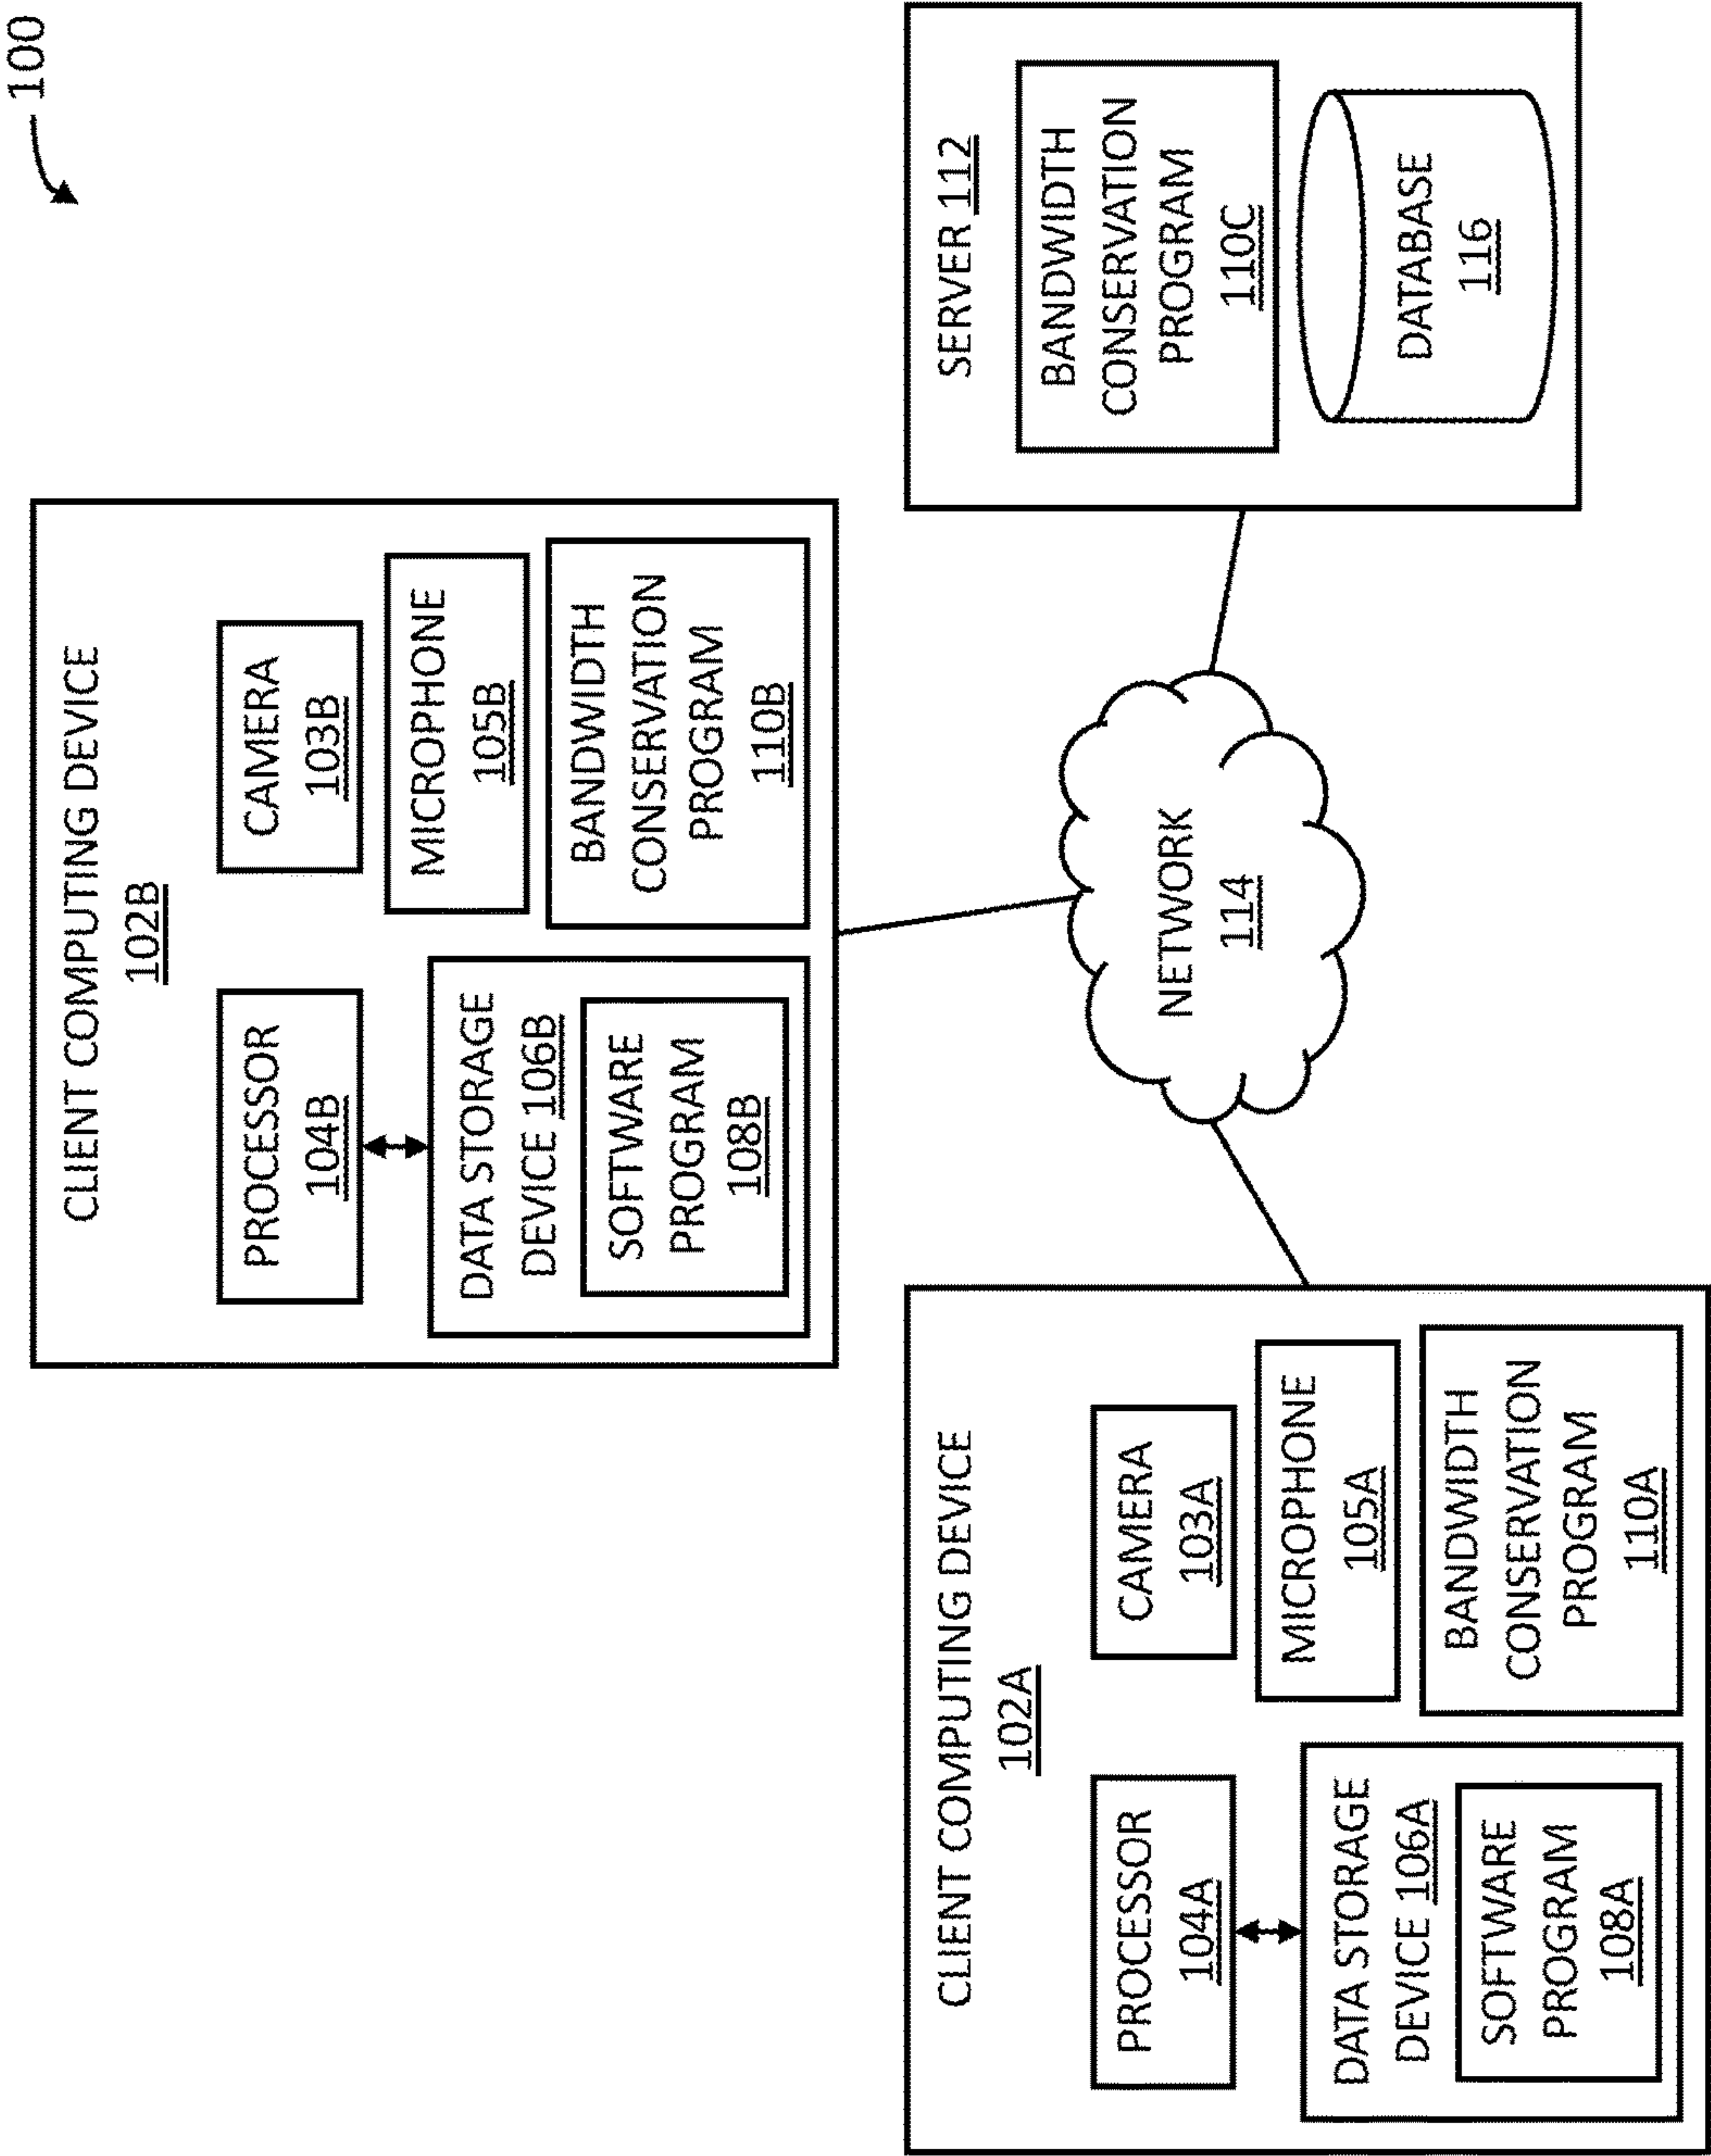 100
CLIENT COMPUTING DEVICE
102B
PROCESSOR
104B
CAMERA
103B
DATA STORAGE
DEVICE 106B
SOFTWARE
PROGRAM
108B
MICROPHONE
105B
BANDWIDTH
CONSERVATION
PROGRAM
110B
CLIENT COMPUTING DEVICE
102A
PROCESSOR
104A
CAMERA
103A
DATA STORAGE
DEVICE 106A
SOFTWARE
PROGRAM
108A
MICROPHONE
105A
BANDWIDTH
CONSERVATION
PROGRAM
110A
NETWORK
114
SERVER 112
BANDWIDTH
CONSERVATION
PROGRAM
110C
DATABASE
116